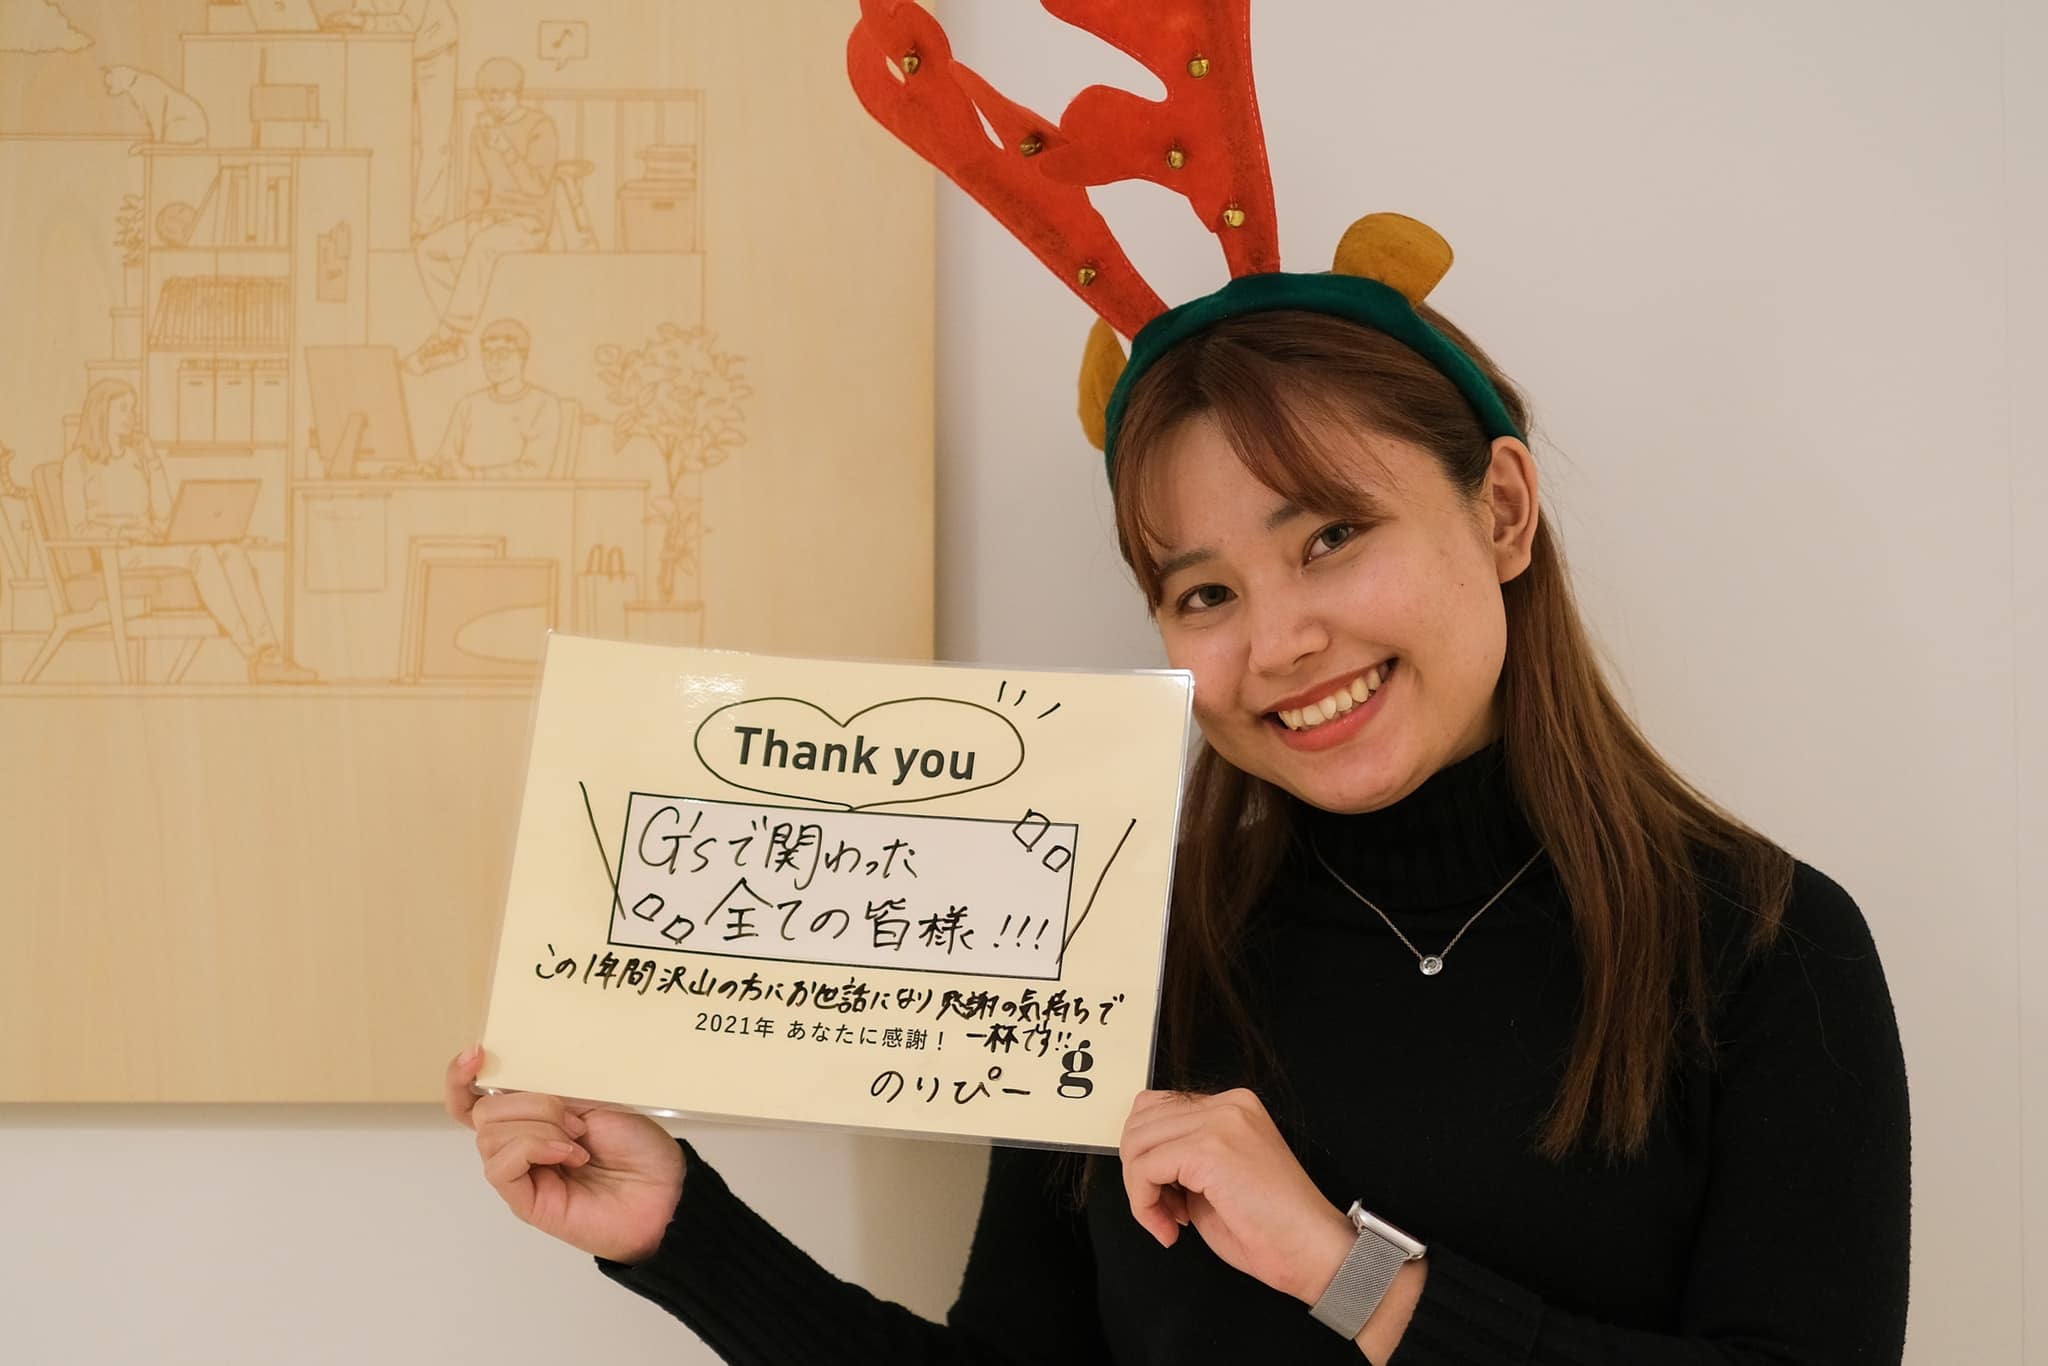 Thank you
G'sで関わった
全ての皆様!!!
この1年間沢山の方にお世話になり感謝の気持ちで
一杯です!!
2021年 あなたに感謝！
のりぴー
g